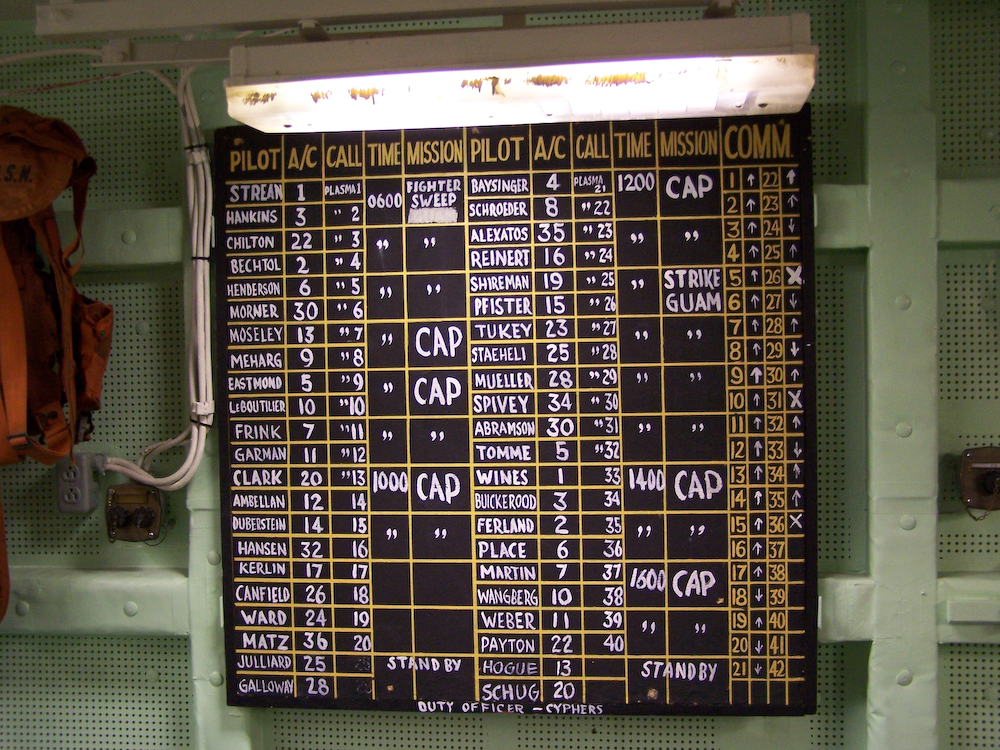 S.N.
PILOT A/C CALL TIME MISSION PILOT A/C CALL TIME MISSION COMM.
STREAN 1 PLASMA 1 0600 FIGHTER SWEEP BAYSINGER 4 PLASMA 21 1200 CAP 1 ↑ 22 ↑
HANKINS 3 " 2 SCHROEDER 8 " 22 2 ↑ 23 ↑
CHILTON 22 " 3 " " ALEXATOS 35 " 23 " " 3 ↑ 24 ↓
BECHTOL 2 " 4 REINERT 16 " 24 4 ↑ 25 ↑
HENDERSON 6 " 5 " " SHIREMAN 19 " 25 " STRIKE GUAM 5 ↑ 26 X
MORNER 30 " 6 PFISTER 15 " 26 6 ↑ 27 ↓
MOSELEY 13 " 7 " CAP TUKEY 23 " 27 " " 7 ↑ 28 ↑
MEHARG 9 " 8 STAEHELI 25 " 28 8 ↑ 29 ↓
EASTMOND 5 " 9 " CAP MUELLER 28 " 29 " " 9 ↑ 30 ↑
LEBOUTILIER 10 " 10 SPIVEY 34 " 30 10 ↑ 31 X
FRINK 7 " 11 " " ABRAMSON 30 " 31 " " 11 ↑ 32 ↑
GARMAN 11 " 12 TOMME 5 " 32 12 ↑ 33 ↓
CLARK 20 " 13 1000 CAP WINES 1 33 1400 CAP 13 ↑ 34 ↑
AMBELLAN 12 14 BUICKEROOD 3 34 14 ↑ 35 ↑
DUBERSTEIN 14 15 " " FERLAND 2 35 " " 15 ↑ 36 X
HANSEN 32 16 PLACE 6 36 16 ↑ 37
KERLIN 17 17 MARTIN 7 37 1600 CAP 17 ↑ 38
CANFIELD 26 18 WANGBERG 10 38 18 ↓ 39
WARD 24 19 WEBER 11 39 " " 19 ↑ 40
MATZ 36 20 PAYTON 22 40 20 ↓ 41
JULLIARD 25 STANDBY HOGUE 13 STANDBY 21 ↓ 42
GALLOWAY 28 SCHUG 20
DUTY OFFICER - CYPHERS